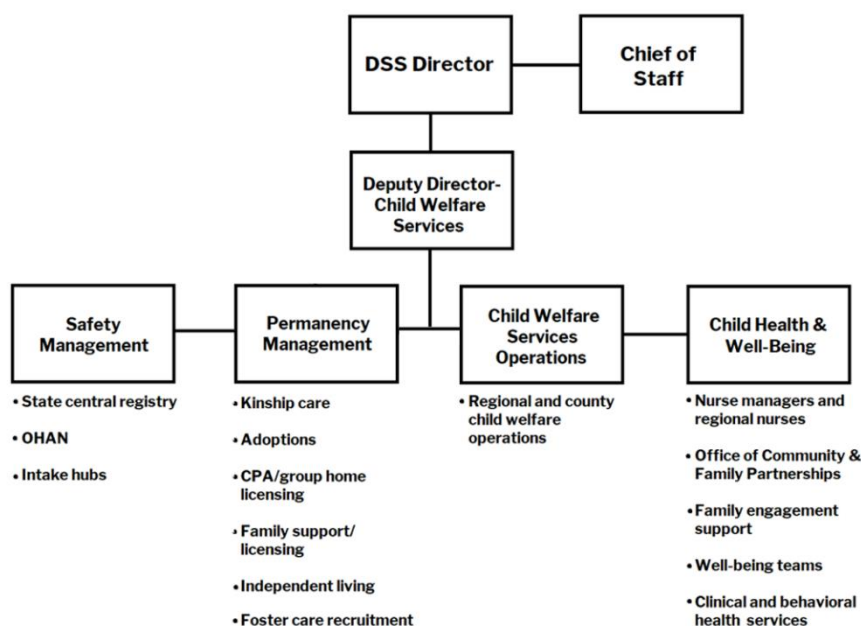 DSS Director
Chief of
Staff
Deputy Director-
Child Welfare
Services
Safety
Management
Permanency
Management
Child Welfare
Services
Operations
Child Health &
Well-Being
• State central registry
• OHAN
• Intake hubs
• Kinship care
• Adoptions
• CPA/group home
licensing
• Family support/
licensing
• Independent living
• Foster care recruitment
• Regional and county
child welfare
operations
• Nurse managers and
regional nurses
• Office of Community &
Family Partnerships
• Family engagement
support
• Well-being teams
• Clinical and behavioral
health services